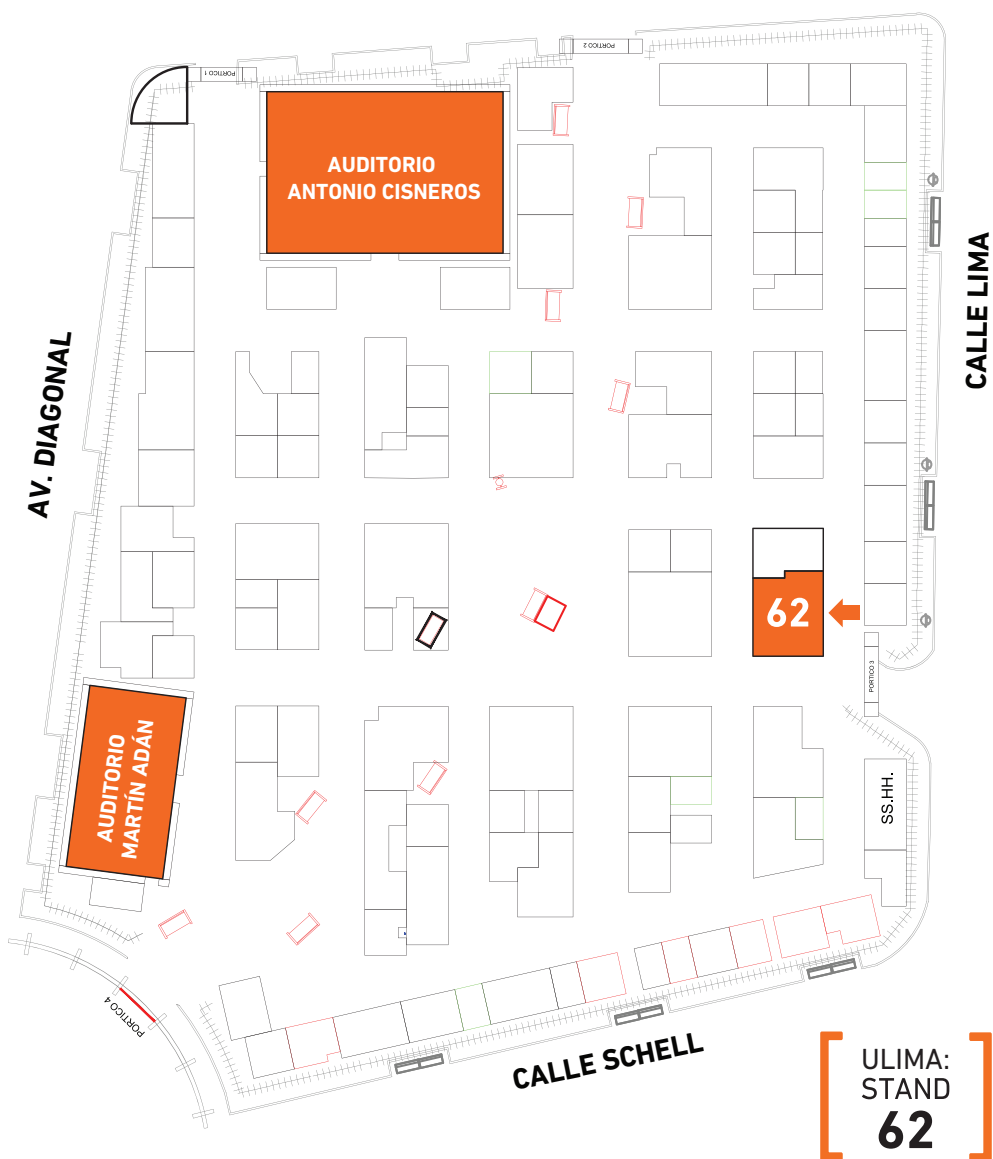 PORTICO 1
PORTICO 2
AUDITORIO
ANTONIO CISNEROS
CALLE LIMA
AV. DIAGONAL
62
PORTICO 3
AUDITORIO
MARTÍN ADÁN
SS.HH.
PORTICO 4
CALLE SCHELL
ULIMA:
STAND
62